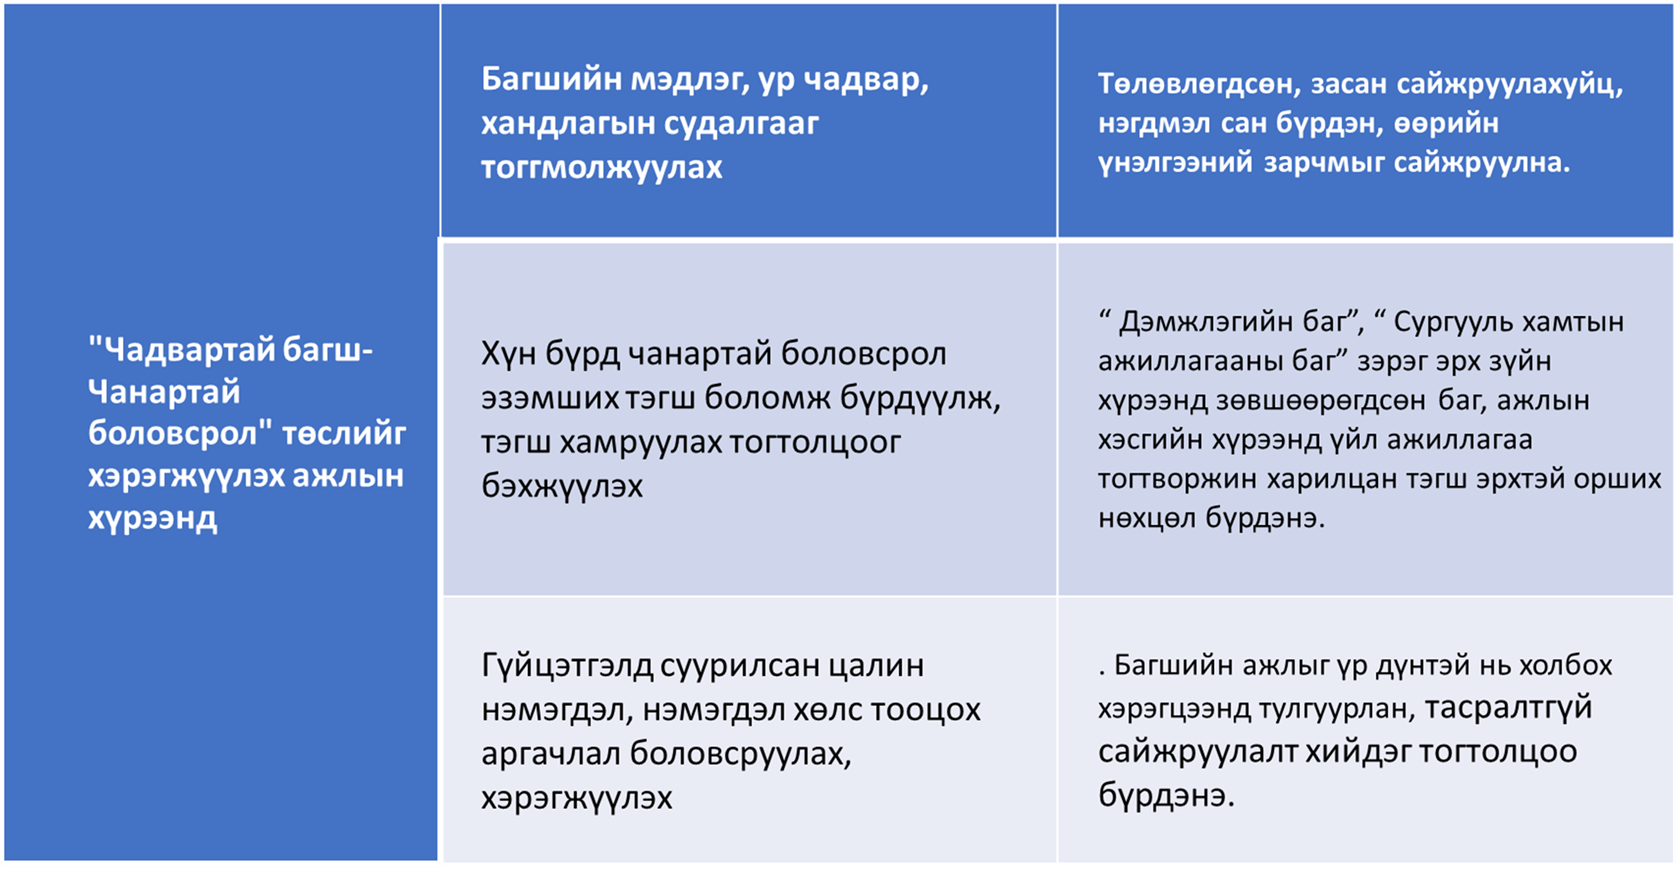 "Чадвартай багш-
Чанартай
боловсрол" төслийг
хэрэгжүүлэх ажлын
хүрээнд
Багшийн мэдлэг, ур чадвар,
хандлагын судалгааг
тоггмолжуулах
Төлөвлөгдсөн, засан сайжруулахуйц,
нэгдмэл сан бүрдэн, өөрийн
үнэлгээний зарчмыг сайжруулна.
Хүн бүрд чанартай боловсрол
эзэмших тэгш боломж бүрдүүлж,
тэгш хамруулах тогтолцоог
бэхжүүлэх
“ Дэмжлэгийн баг”, “ Сургууль хамтын
ажиллагааны баг” зэрэг эрх зүйн
хүрээнд зөвшөөрөгдсөн баг, ажлын
хэсгийн хүрээнд үйл ажиллагаа
тогтворжин харилцан тэгш эрхтэй орших
нөхцөл бүрдэнэ.
Гүйцэтгэлд суурилсан цалин
нэмэгдэл, нэмэгдэл хөлс тооцох
аргачлал боловсруулах,
хэрэгжүүлэх
. Багшийн ажлыг үр дүнтэй нь холбох
хэрэгцээнд тулгуурлан, тасралтгүй
сайжруулалт хийдэг тогтолцоо
бүрдэнэ.